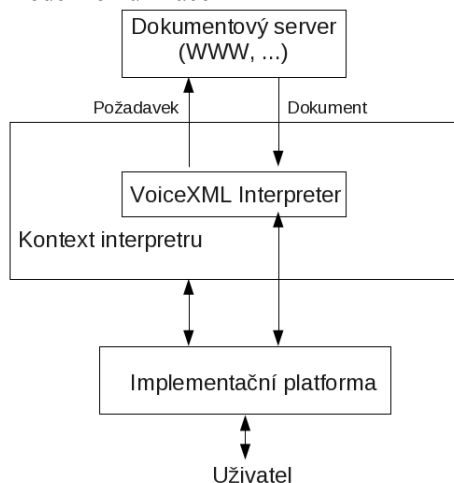 Dokumentový server
(WWW, ...)
Požadavek
Dokument
VoiceXML Interpreter
Kontext interpretru
Implementační platforma
Uživatel